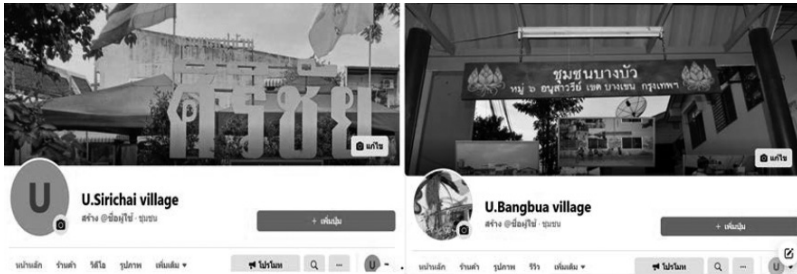 ศิริชัย
แก้ไข
U
U.Sirichai village
สร้าง @ชื่อผู้ใช้ · ชุมชน
+ เพิ่มปุ่ม
หน้าหลัก ร้านค้า วิดีโอ รูปภาพ เพิ่มเติม
โปรโมท
U
ชุมชนบางบัว
หมู่ ๖ อนุสาวรีย์ เขต บางเขน กรุงเทพฯ
แก้ไข
U.Bangbua village
สร้าง @ชื่อผู้ใช้ · ชุมชน
+ เพิ่มปุ่ม
หน้าหลัก ร้านค้า รีวิว รูปภาพ เพิ่มเติม
โปรโมท
U